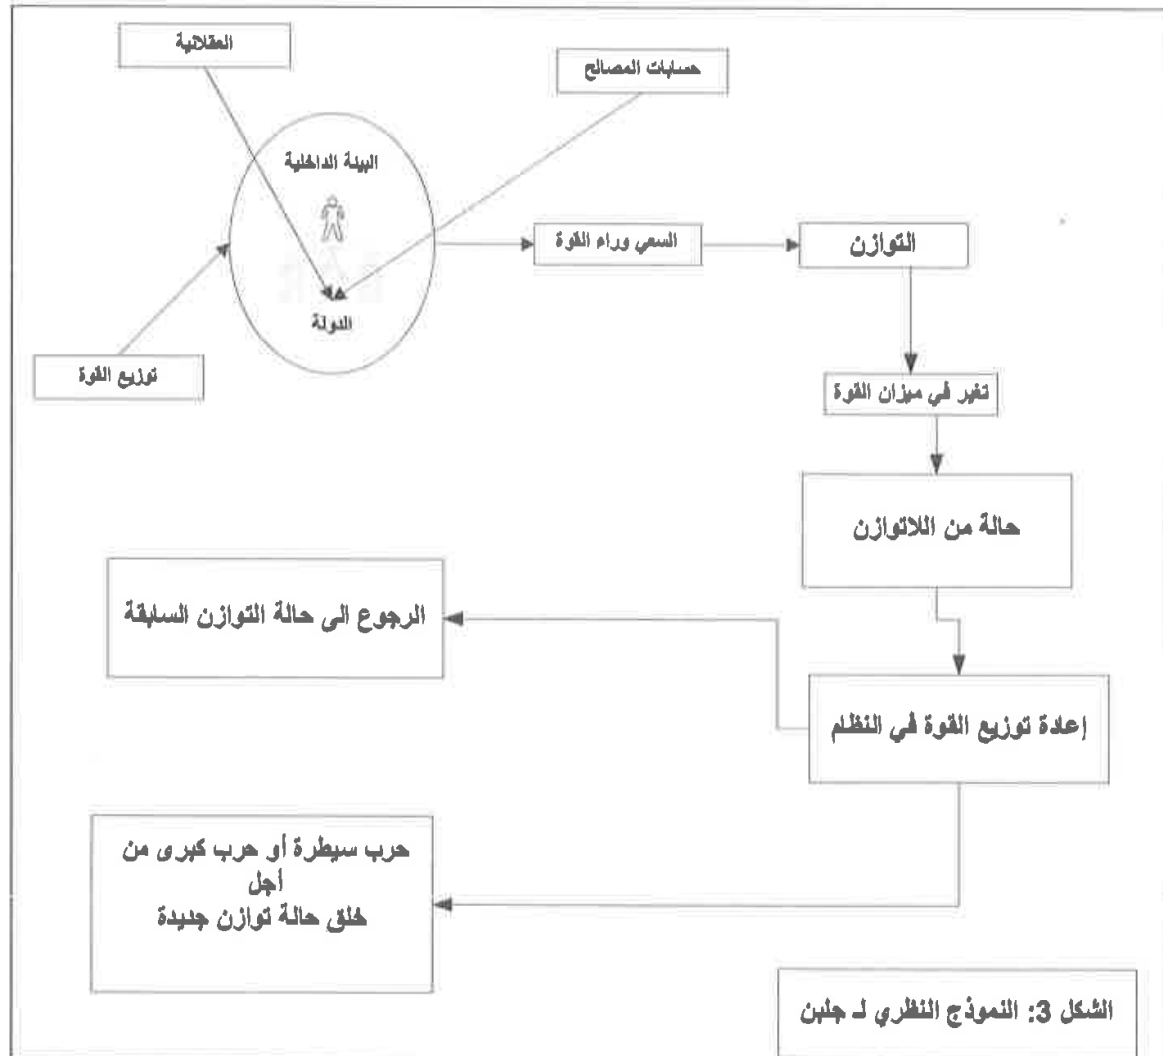 العقلانية
حسابات المصالح
البيئة الداخلية
السعي وراء القوة
التوازن
الدولة
توزيع القوة
تغير في ميزان القوة
حالة من اللاتوازن
الرجوع الى حالة التوازن السابقة
إعادة توزيع القوة في النظام
حرب سيطرة أو حرب كبرى من
أجل
خلق حالة توازن جديدة
الشكل 3: النموذج النظري لـ جلبن